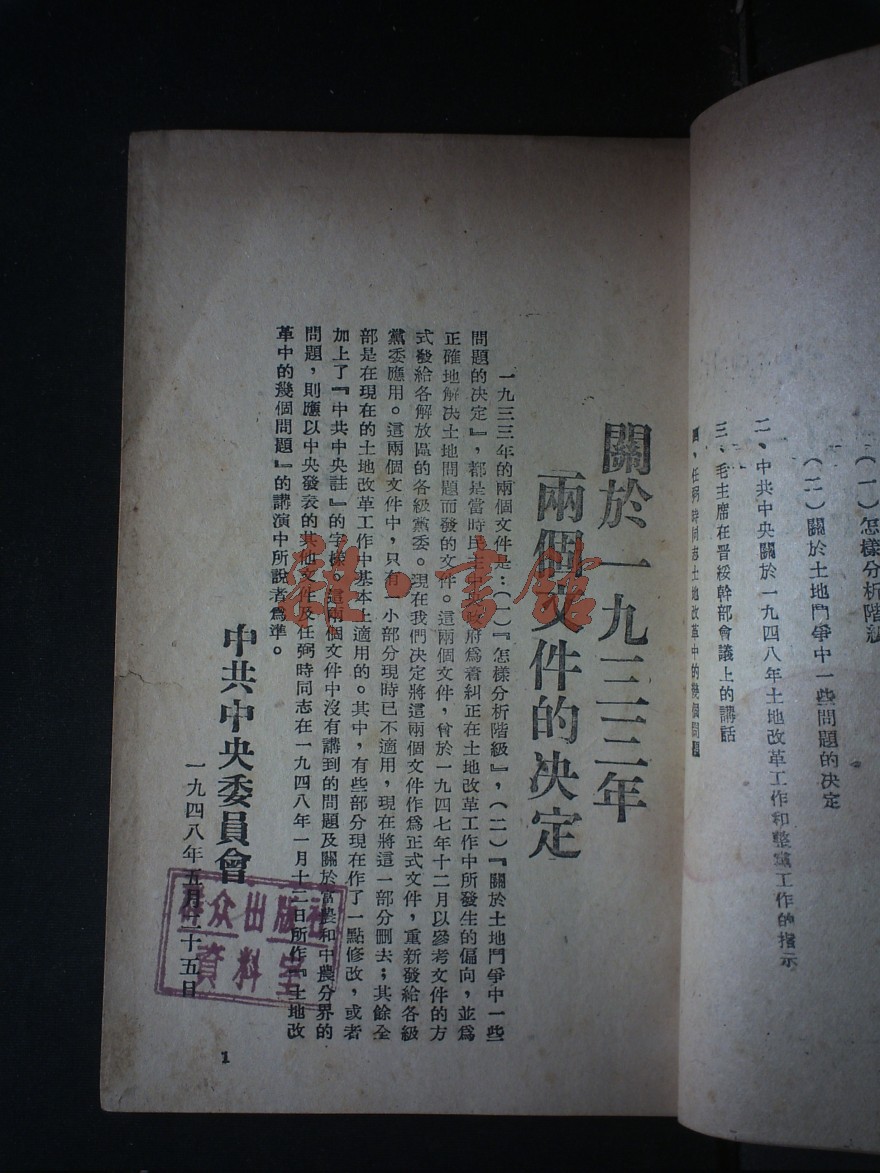 (一)怎樣分析階級
(二)關於土地鬥爭中一些問題的决定
二、中共中央關於一九四八年土地改革工作和整黨工作的指示
三、毛主席在晋綏幹部會議上的講話
四、任弼時同志土地改革中的幾個問題
關於一九三三年
兩個文件的决定
一九三三年的兩個文件是:(一)『怎樣分析階級』,(二)『關於土地鬥爭中一些
問題的决定』,都是當時民主中央政府爲着糾正在土地改革工作中所發生的偏向,並爲
正確地解决土地問題而發的文件。這兩個文件,曾於一九四七年十二月以參考文件的方
式發給各解放區的各級黨委。現在我們决定將這兩個文件作爲正式文件,重新發給各級
黨委應用。這兩個文件中,只有一小部分現時已不適用,現在將這一部分删去;其餘全
部是在現在的土地改革工作中基本上適用的。其中,有些部分現在作了一點修改,或者
加上了『中共中央註』的字樣。這兩個文件中沒有講到的問題及關於富農和中農分界的
問題,則應以中央發表的其他文件及任弼時同志在一九四八年一月十二日所作『土地改
革中的幾個問題』的講演中所說者爲準。
中共中央委員會
一九四八年五月二十五日
1
群众出版社
資料室
雜·書館